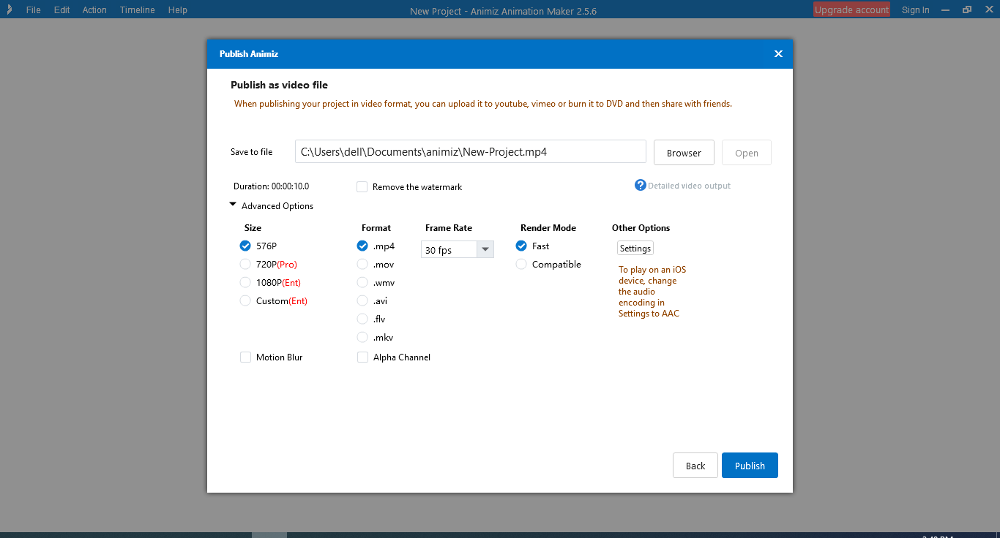 File Edit Action Timeline Help
New Project - Animiz Animation Maker 2.5.6
Upgrade account Sign In
Publish Animiz
Publish as video file
When publishing your project in video format, you can upload it to youtube, vimeo or burn it to DVD and then share with friends.
Save to file C:\Users\dell\Documents\animiz\New-Project.mp4 Browser Open
Duration: 00:00:10.0 Remove the watermark Detailed video output
Advanced Options
Size Format Frame Rate Render Mode Other Options
576P .mp4 30 fps Fast Settings
720P(Pro) .mov Compatible
1080P(Ent) .wmv
Custom(Ent) .avi
.flv
.mkv
To play on an iOS
device, change
the audio
encoding in
Settings to AAC
Motion Blur Alpha Channel
Back Publish